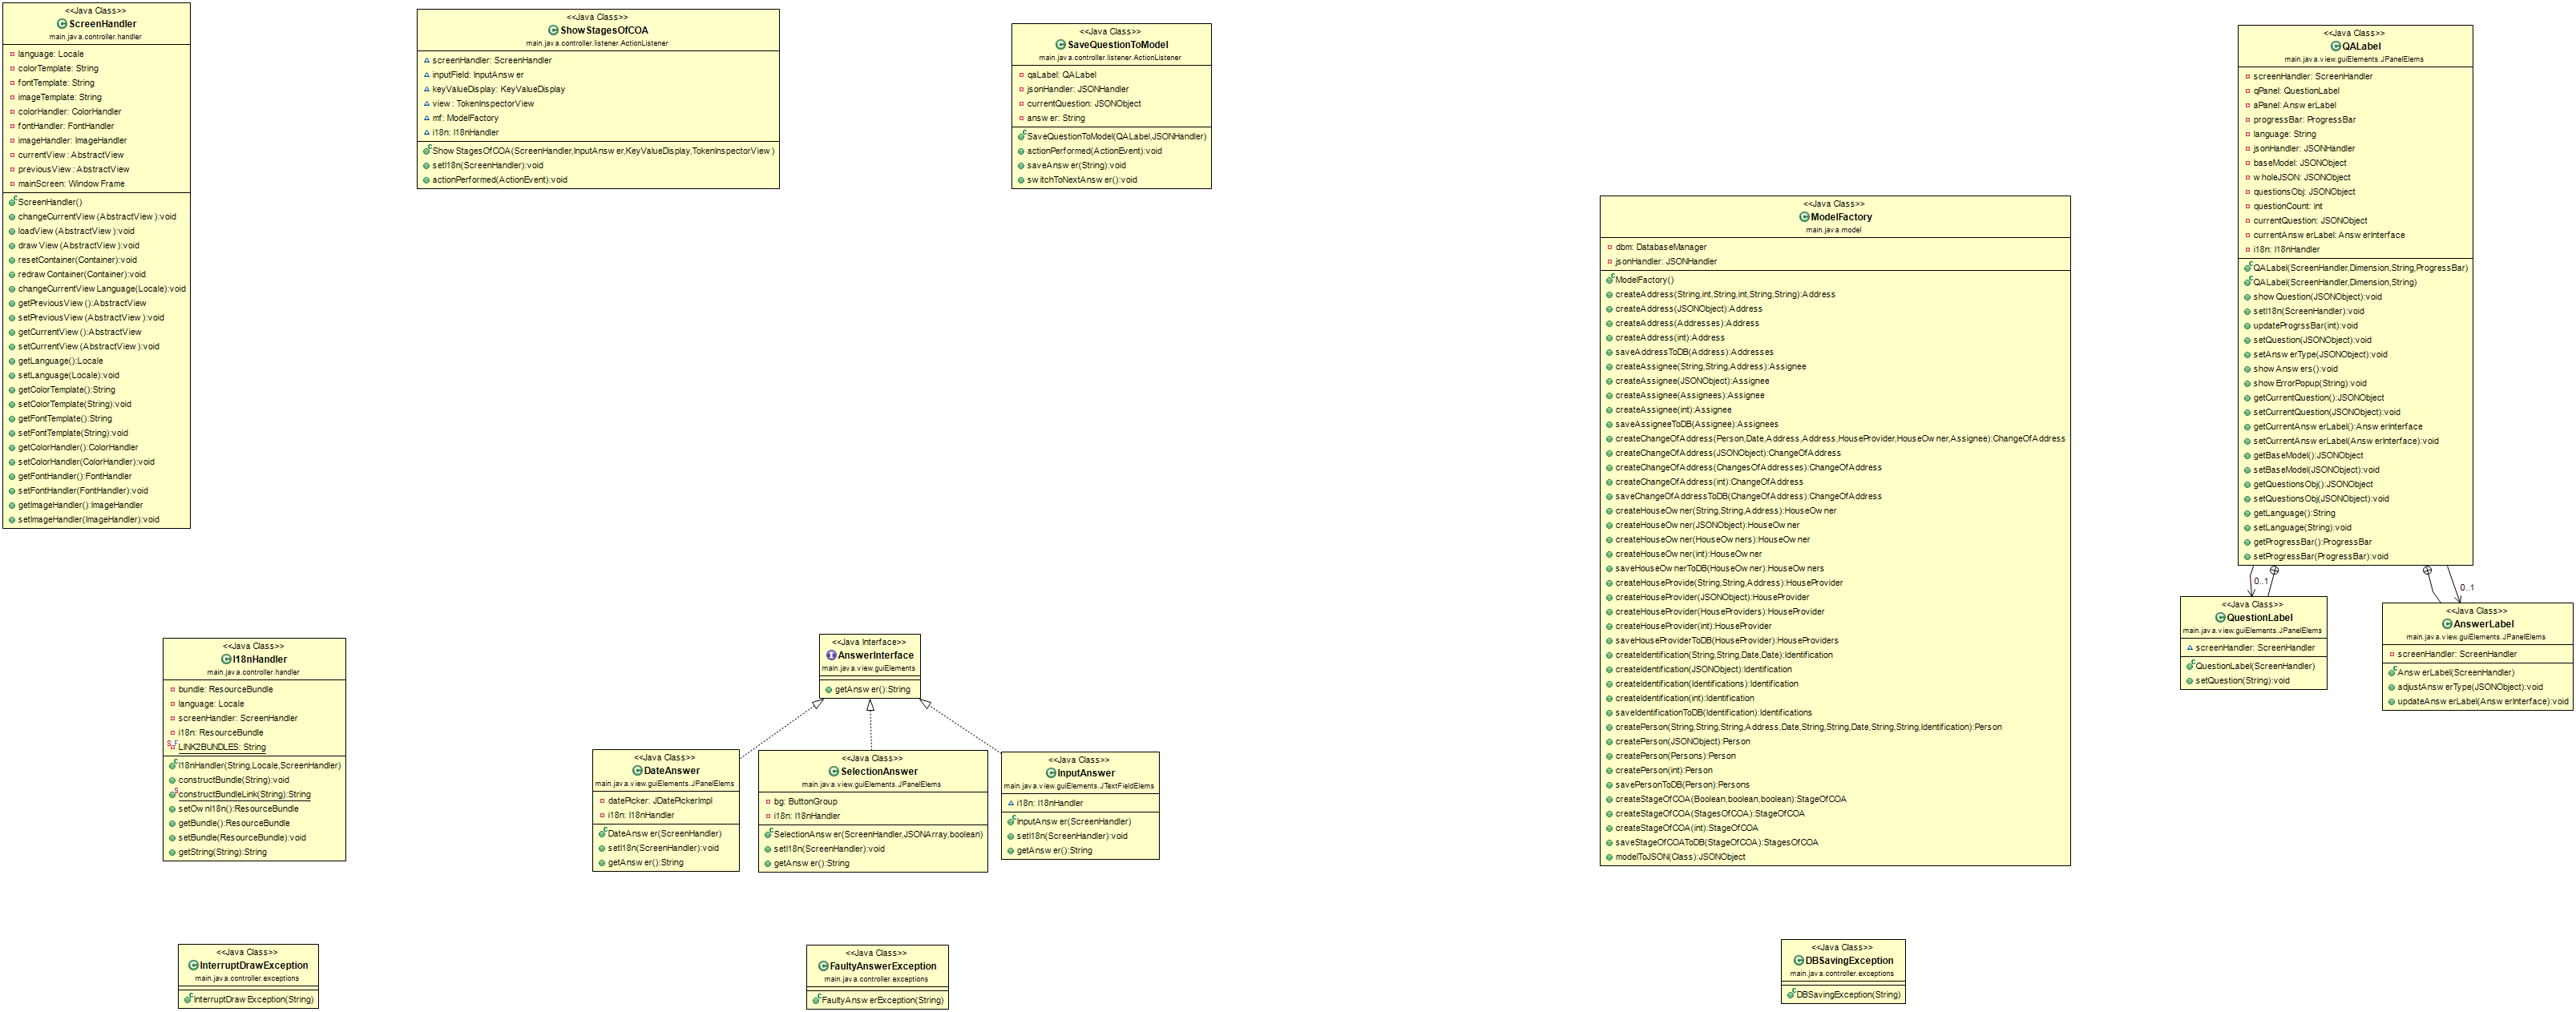 <<Java Class>>
ScreenHandler
main.java.controller.handler
language: Locale
colorTemplate: String
fontTemplate: String
imageTemplate: String
colorHandler: ColorHandler
fontHandler: FontHandler
imageHandler: ImageHandler
currentView: AbstractView
previousView: AbstractView
mainScreen: WindowFrame
ScreenHandler()
changeCurrentView(AbstractView):void
loadView(AbstractView):void
drawView(AbstractView):void
resetContainer(Container):void
redrawContainer(Container):void
changeCurrentViewLanguage(Locale):void
getPreviousView():AbstractView
setPreviousView(AbstractView):void
getCurrentView():AbstractView
setCurrentView(AbstractView):void
getLanguage():Locale
setLanguage(Locale):void
getColorTemplate():String
setColorTemplate(String):void
getFontTemplate():String
setFontTemplate(String):void
getColorHandler():ColorHandler
setColorHandler(ColorHandler):void
getFontHandler():FontHandler
setFontHandler(FontHandler):void
getImageHandler():ImageHandler
setImageHandler(ImageHandler):void
<<Java Class>>
ShowStagesOfCOA
main.java.controller.listener.ActionListener
screenHandler: ScreenHandler
inputField: InputAnswer
keyValueDisplay: KeyValueDisplay
view: TokenInspectorView
mf: ModelFactory
i18n: I18nHandler
ShowStagesOfCOA(ScreenHandler,InputAnswer,KeyValueDisplay,TokenInspectorView)
setI18n(ScreenHandler):void
actionPerformed(ActionEvent):void
<<Java Class>>
SaveQuestionToModel
main.java.controller.listener.ActionListener
qaLabel: QALabel
jsonHandler: JSONHandler
currentQuestion: JSONObject
answer: String
SaveQuestionToModel(QALabel,JSONHandler)
actionPerformed(ActionEvent):void
saveAnswer(String):void
switchToNextAnswer():void
<<Java Class>>
ModelFactory
main.java.model
dbm: DatabaseManager
jsonHandler: JSONHandler
ModelFactory()
createAddress(String,int,String,int,String,String):Address
createAddress(JSONObject):Address
createAddress(Addresses):Address
createAddress(int):Address
saveAddressToDB(Address):Addresses
createAssignee(String,String,Address):Assignee
createAssignee(JSONObject):Assignee
createAssignee(Assignees):Assignee
createAssignee(int):Assignee
saveAssigneeToDB(Assignee):Assignees
createChangeOfAddress(Person,Date,Address,Address,HouseProvider,HouseOwner,Assignee):ChangeOfAddress
createChangeOfAddress(JSONObject):ChangeOfAddress
createChangeOfAddress(ChangesOfAddresses):ChangeOfAddress
createChangeOfAddress(int):ChangeOfAddress
saveChangeOfAddressToDB(ChangeOfAddress):ChangeOfAddress
createHouseOwner(String,String,Address):HouseOwner
createHouseOwner(JSONObject):HouseOwner
createHouseOwner(HouseOwners):HouseOwner
createHouseOwner(int):HouseOwner
saveHouseOwnerToDB(HouseOwner):HouseOwners
createHouseProvide(String,String,Address):HouseProvider
createHouseProvider(JSONObject):HouseProvider
createHouseProvider(HouseProviders):HouseProvider
createHouseProvider(int):HouseProvider
saveHouseProviderToDB(HouseProvider):HouseProviders
createIdentification(String,String,Date,Date):Identification
createIdentification(JSONObject):Identification
createIdentification(Identifications):Identification
createIdentification(int):Identification
saveIdentificationToDB(Identification):Identifications
createPerson(String,String,String,Address,Date,String,String,Date,String,String,Identification):Person
createPerson(JSONObject):Person
createPerson(Persons):Person
createPerson(int):Person
savePersonToDB(Person):Persons
createStageOfCOA(Boolean,boolean,boolean):StageOfCOA
createStageOfCOA(StagesOfCOA):StageOfCOA
createStageOfCOA(int):StageOfCOA
saveStageOfCOAToDB(StageOfCOA):StagesOfCOA
modelToJSON(Class):JSONObject
<<Java Class>>
QALabel
main.java.view.guiElements.JPanelElems
screenHandler: ScreenHandler
qPanel: QuestionLabel
aPanel: AnswerLabel
progressBar: ProgressBar
language: String
jsonHandler: JSONHandler
baseModel: JSONObject
wholeJSON: JSONObject
questionsObj: JSONObject
questionCount: int
currentQuestion: JSONObject
currentAnswerLabel: AnswerInterface
i18n: I18nHandler
QALabel(ScreenHandler,Dimension,String,ProgressBar)
QALabel(ScreenHandler,Dimension,String)
showQuestion(JSONObject):void
setI18n(ScreenHandler):void
updateProgrssBar(int):void
setQuestion(JSONObject):void
setAnswerType(JSONObject):void
showAnswers():void
showErrorPopup(String):void
getCurrentQuestion():JSONObject
setCurrentQuestion(JSONObject):void
getCurrentAnswerLabel():AnswerInterface
setCurrentAnswerLabel(AnswerInterface):void
getBaseModel():JSONObject
setBaseModel(JSONObject):void
getQuestionsObj():JSONObject
setQuestionsObj(JSONObject):void
getLanguage():String
setLanguage(String):void
getProgressBar():ProgressBar
setProgressBar(ProgressBar):void
0..1
0..1
<<Java Class>>
QuestionLabel
main.java.view.guiElements.JPanelElems
screenHandler: ScreenHandler
QuestionLabel(ScreenHandler)
setQuestion(String):void
<<Java Class>>
AnswerLabel
main.java.view.guiElements.JPanelElems
screenHandler: ScreenHandler
AnswerLabel(ScreenHandler)
adjustAnswerType(JSONObject):void
updateAnswerLabel(AnswerInterface):void
<<Java Class>>
I18nHandler
main.java.controller.handler
bundle: ResourceBundle
language: Locale
screenHandler: ScreenHandler
i18n: ResourceBundle
LINK2BUNDLES: String
I18nHandler(String,Locale,ScreenHandler)
constructBundle(String):void
constructBundleLink(String):String
setOwnI18n():ResourceBundle
getBundle():ResourceBundle
setBundle(ResourceBundle):void
getString(String):String
<<Java Interface>>
AnswerInterface
main.java.view.guiElements
getAnswer():String
<<Java Class>>
DateAnswer
main.java.view.guiElements.JPanelElems
datePicker: JDatePickerImpl
i18n: I18nHandler
DateAnswer(ScreenHandler)
setI18n(ScreenHandler):void
getAnswer():String
<<Java Class>>
SelectionAnswer
main.java.view.guiElements.JPanelElems
bg: ButtonGroup
i18n: I18nHandler
SelectionAnswer(ScreenHandler,JSONArray,boolean)
setI18n(ScreenHandler):void
getAnswer():String
<<Java Class>>
InputAnswer
main.java.view.guiElements.JTextFieldElems
i18n: I18nHandler
InputAnswer(ScreenHandler)
setI18n(ScreenHandler):void
getAnswer():String
<<Java Class>>
InterruptDrawException
main.java.controller.exceptions
InterruptDrawException(String)
<<Java Class>>
FaultyAnswerException
main.java.controller.exceptions
FaultyAnswerException(String)
<<Java Class>>
DBSavingException
main.java.controller.exceptions
DBSavingException(String)